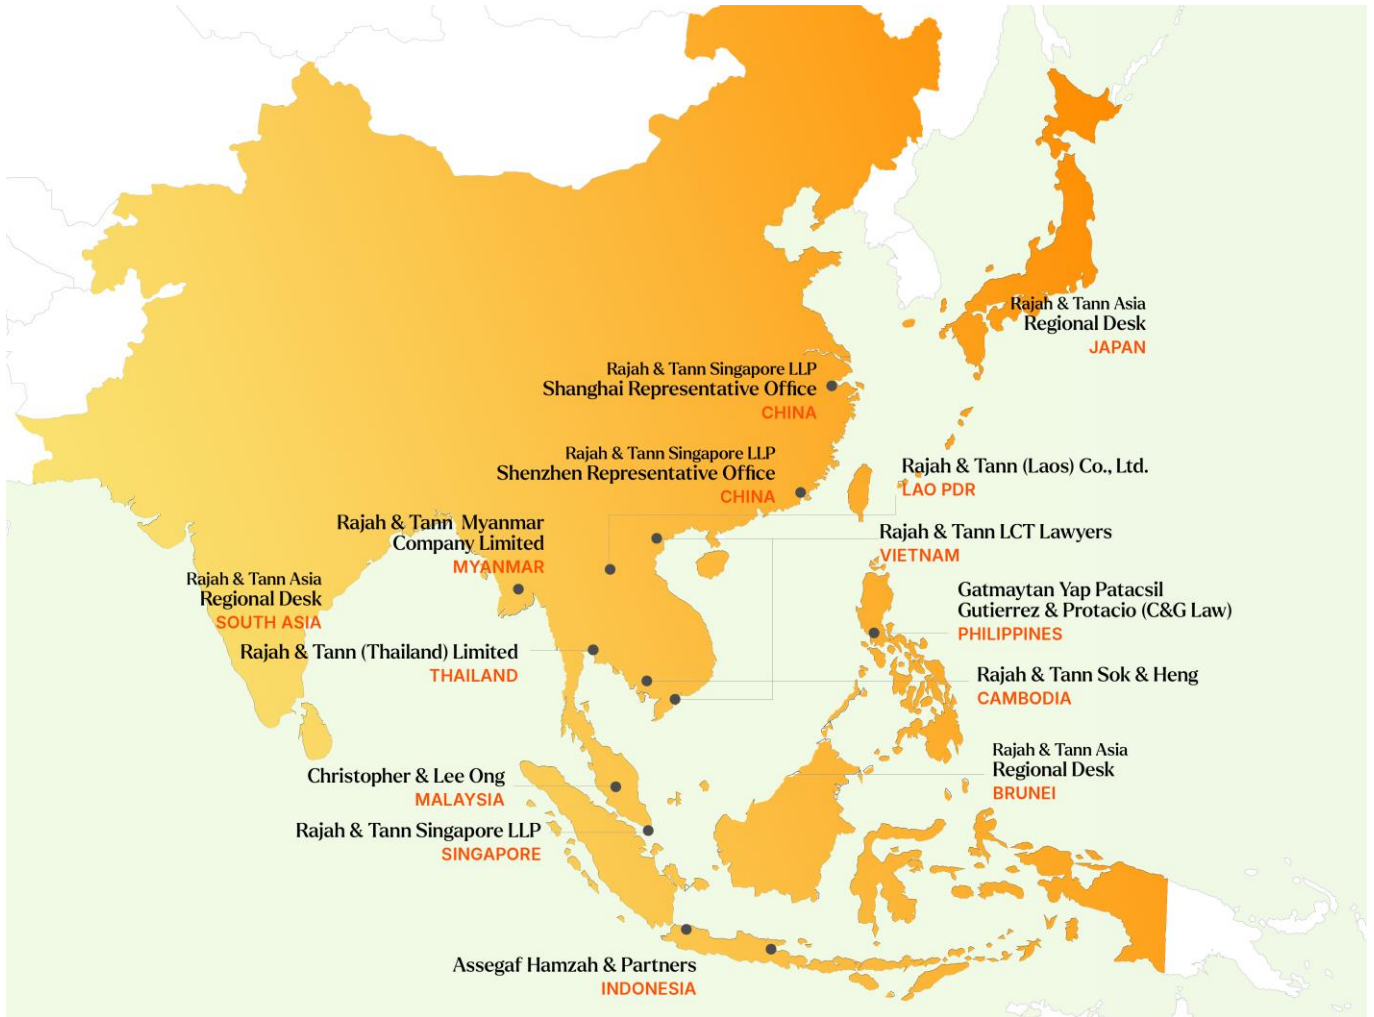 Rajah & Tann Asia
Regional Desk
JAPAN
Rajah & Tann Singapore LLP
Shanghai Representative Office
CHINA
Rajah & Tann Singapore LLP
Shenzhen Representative Office
CHINA
Rajah & Tann (Laos) Co., Ltd.
LAO PDR
Rajah & Tann Myanmar
Company Limited
MYANMAR
Rajah & Tann LCT Lawyers
VIETNAM
Rajah & Tann Asia
Regional Desk
SOUTH ASIA
Gatmaytan Yap Patacsil
Gutierrez & Protacio (C&G Law)
PHILIPPINES
Rajah & Tann (Thailand) Limited
THAILAND
Rajah & Tann Sok & Heng
CAMBODIA
Rajah & Tann Asia
Regional Desk
BRUNEI
Christopher & Lee Ong
MALAYSIA
Rajah & Tann Singapore LLP
SINGAPORE
Assegaf Hamzah & Partners
INDONESIA